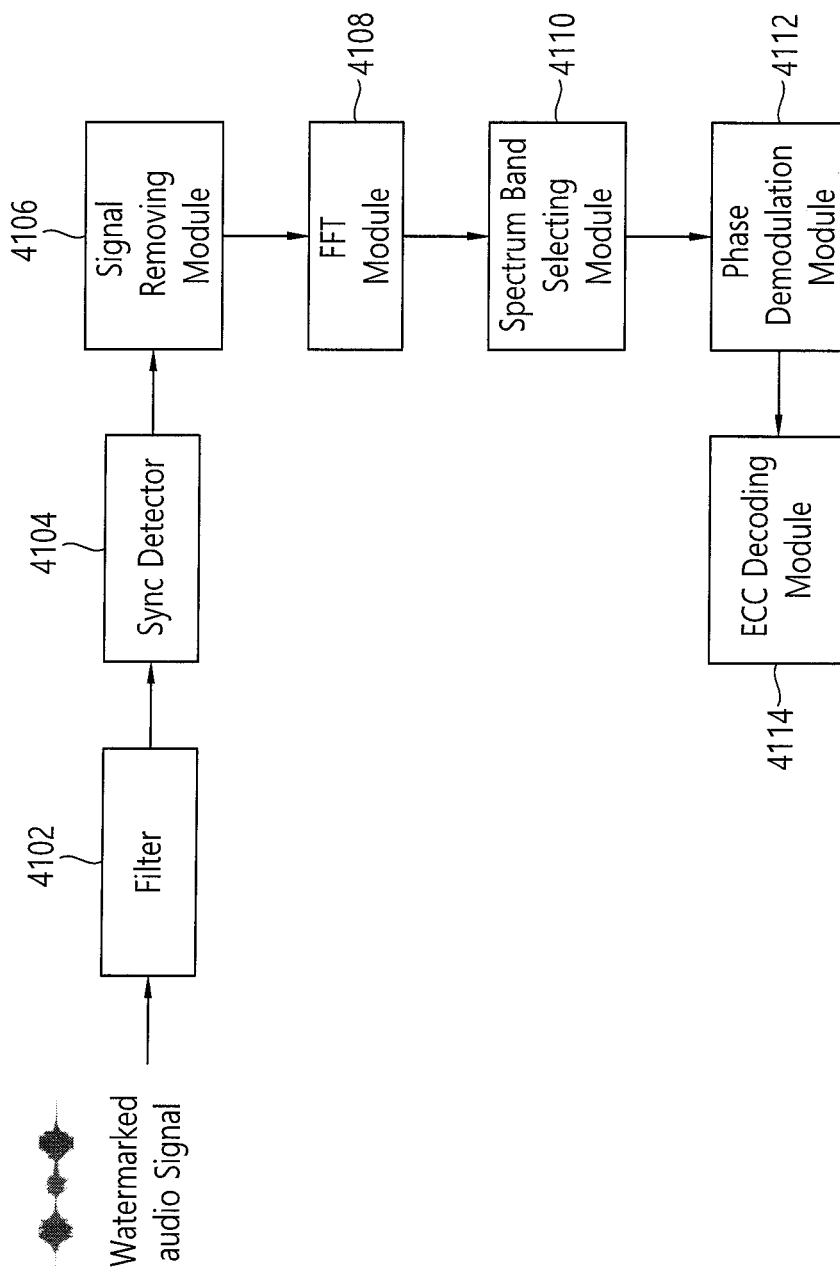 Watermarked
audio Signal
4102
Filter
4104
Sync Detector
4106
Signal
Removing
Module
4108
FFT
Module
4110
Spectrum Band
Selecting
Module
4112
Phase
Demodulation
Module
4114
ECC Decoding
Module